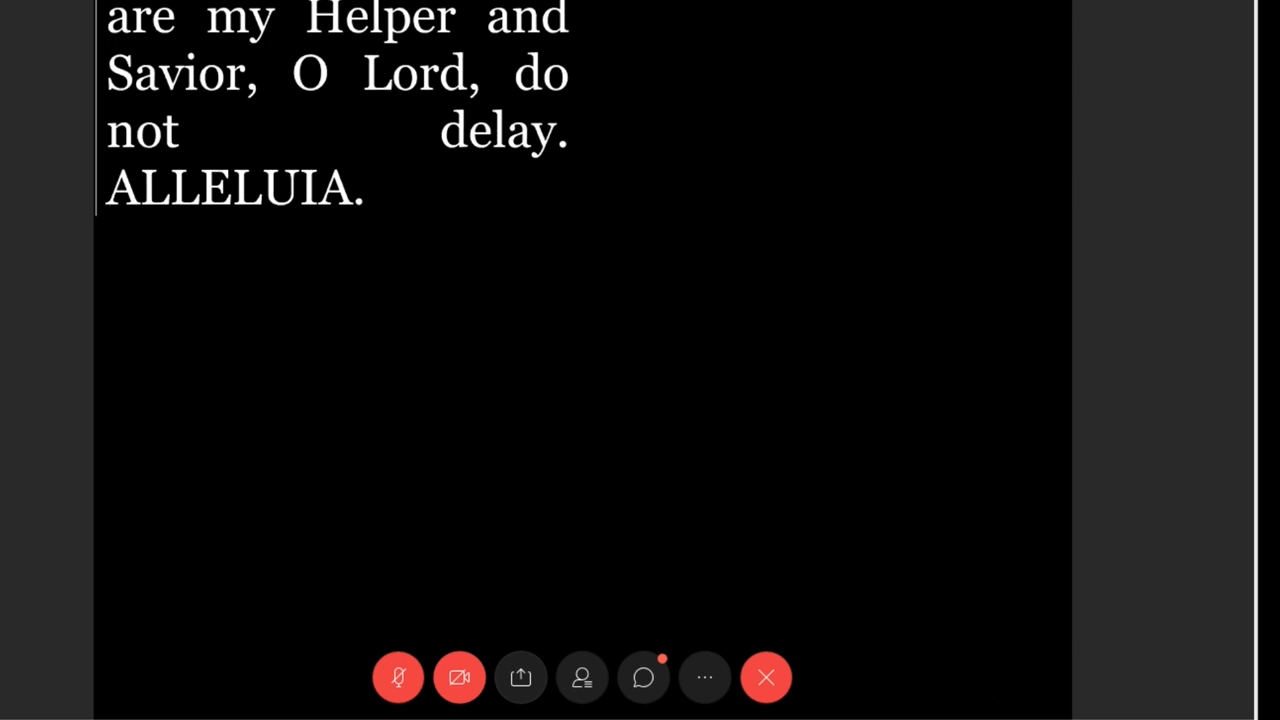 are my Helper and
Savior, O Lord, do
not delay.
ALLELUIA.